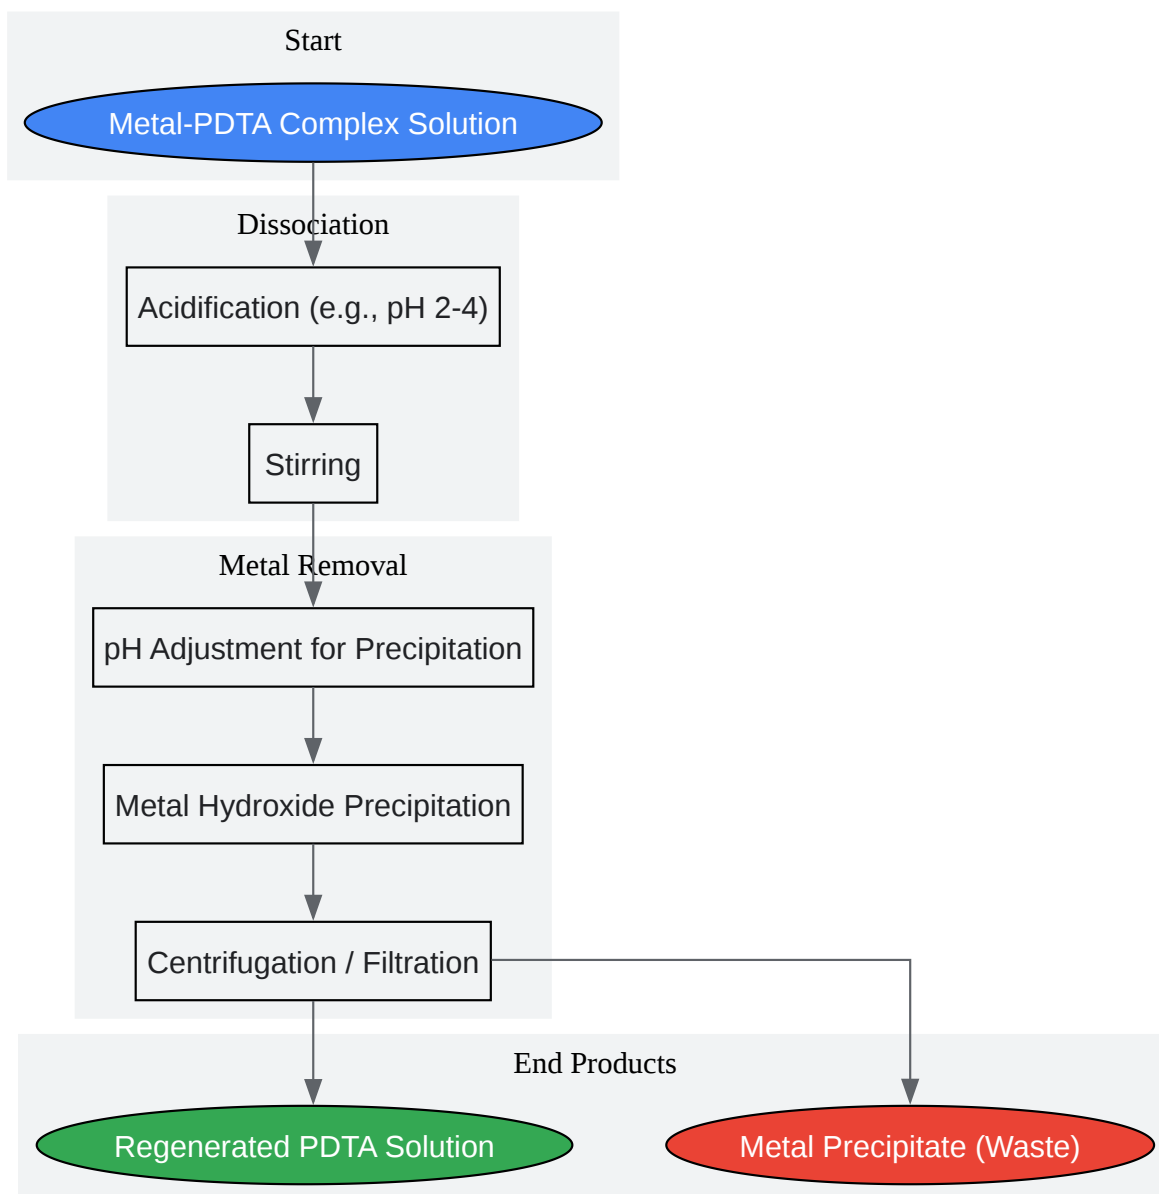 Start
Metal-PDTA Complex Solution
Dissociation
Acidification (e.g., pH 2-4)
Stirring
Metal Removal
pH Adjustment for Precipitation
Metal Hydroxide Precipitation
Centrifugation / Filtration
End Products
Regenerated PDTA Solution
Metal Precipitate (Waste)